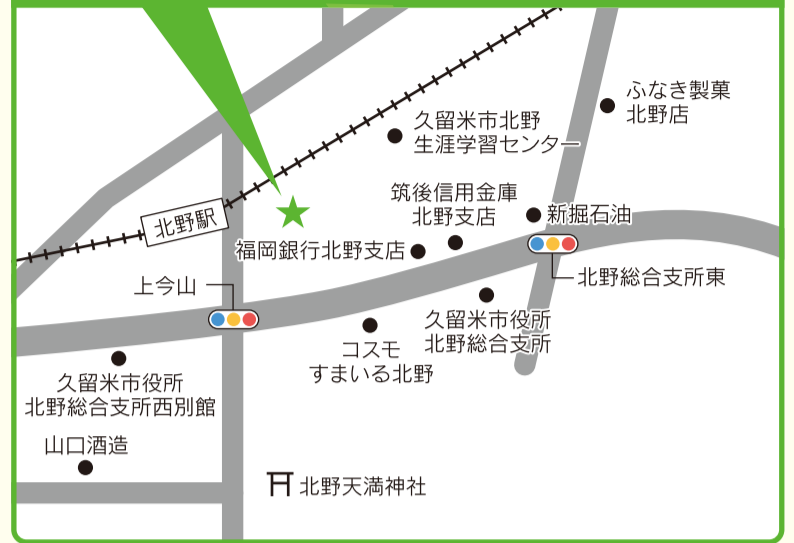 ふなき製菓
北野店
久留米市北野
生涯学習センター
筑後信用金庫
北野支店
新掘石油
北野駅
福岡銀行北野支店
北野総合支所東
上今山
久留米市役所
北野総合支所
コスモ
すまいる北野
久留米市役所
北野総合支所西別館
山口酒造
北野天満神社